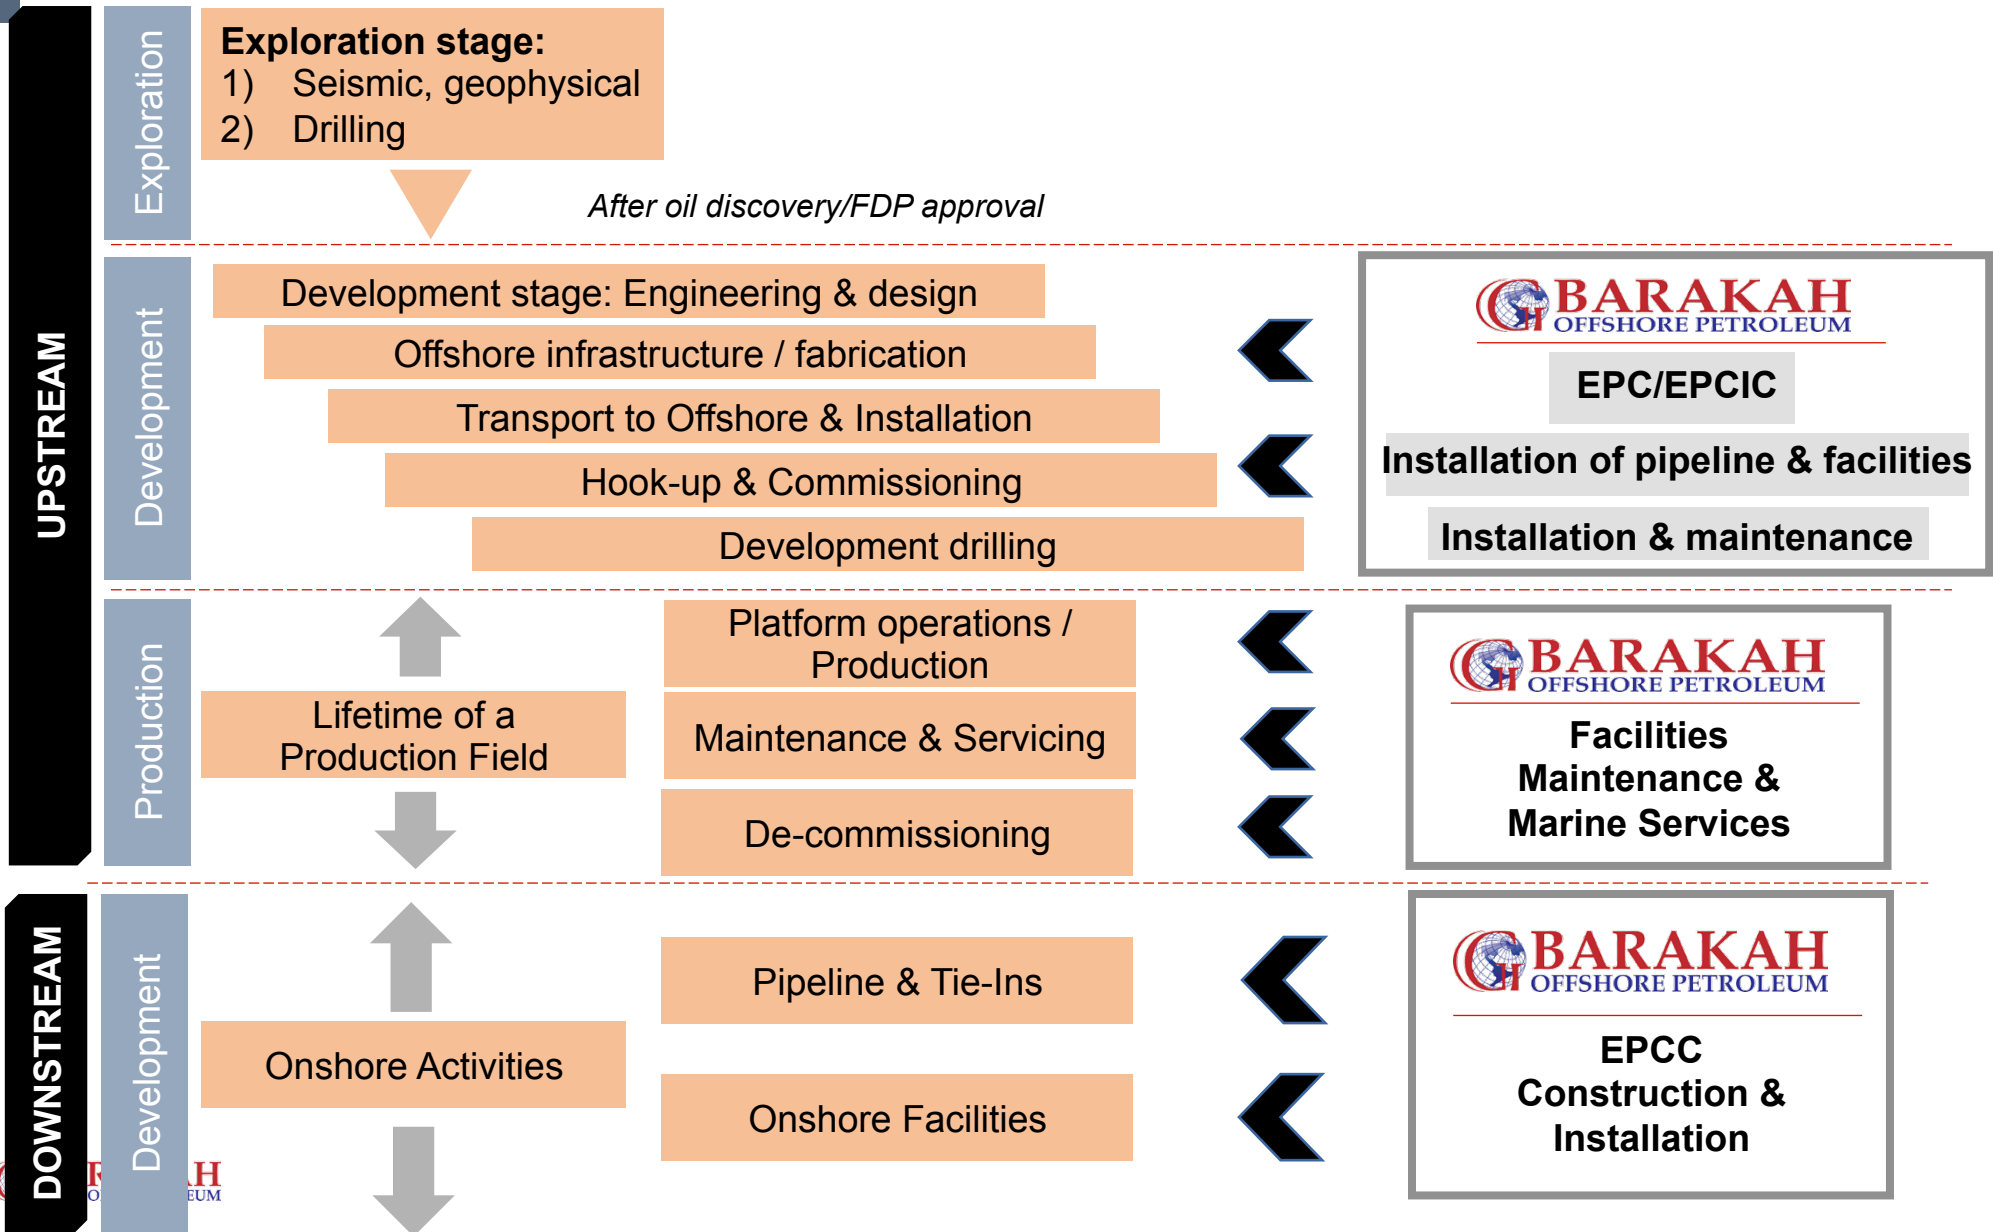 UPSTREAM
Exploration
Exploration stage:
1) Seismic, geophysical
2) Drilling
After oil discovery/FDP approval
Development
Development stage: Engineering & design
Offshore infrastructure / fabrication
Transport to Offshore & Installation
Hook-up & Commissioning
Development drilling
BARAKAH
OFFSHORE PETROLEUM
EPC/EPCIC
Installation of pipeline & facilities
Installation & maintenance
Production
Lifetime of a
Production Field
Platform operations /
Production
Maintenance & Servicing
De-commissioning
BARAKAH
OFFSHORE PETROLEUM
Facilities
Maintenance &
Marine Services
DOWNSTREAM
Development
Onshore Activities
Pipeline & Tie-Ins
Onshore Facilities
BARAKAH
OFFSHORE PETROLEUM
EPCC
Construction &
Installation